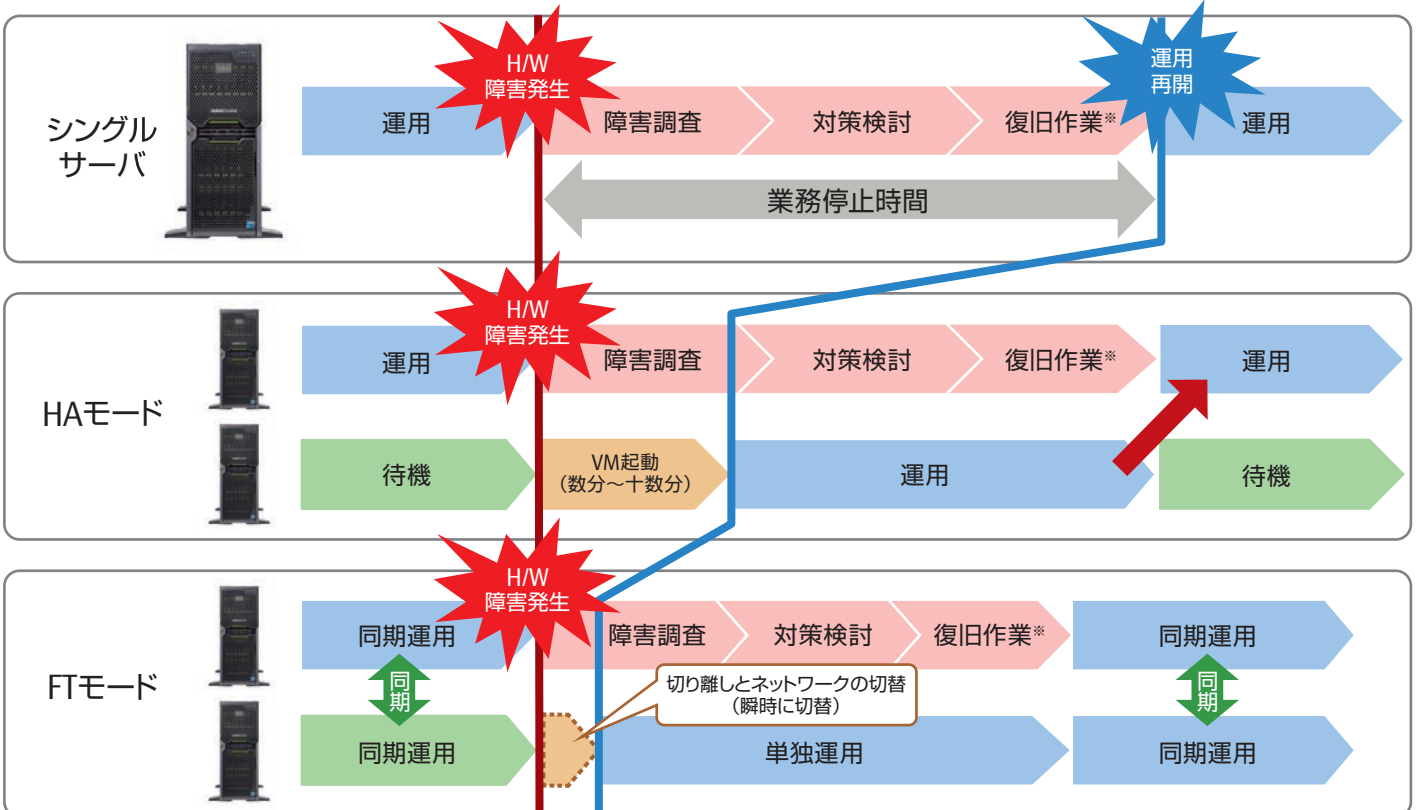 シングル
サーバ
運用
H/W
障害発生
障害調査
対策検討
復旧作業※
運用
再開
運用
業務停止時間
HAモード
運用
H/W
障害発生
障害調査
対策検討
復旧作業※
運用
待機
VM起動
（数分～十数分）
運用
待機
FTモード
同期運用
H/W
障害発生
障害調査
対策検討
復旧作業※
同期運用
同期
切り離しとネットワークの切替
（瞬時に切替）
同期
同期運用
単独運用
同期運用